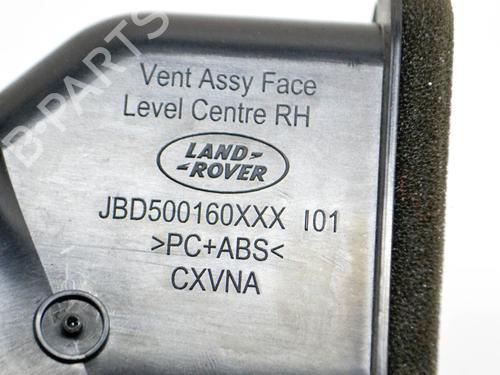 Vent Assy Face
Level Centre RH
LAND-
-ROVER
JBD500160XXX I01
>PC+ABS<
CXVNA
B-PARTS